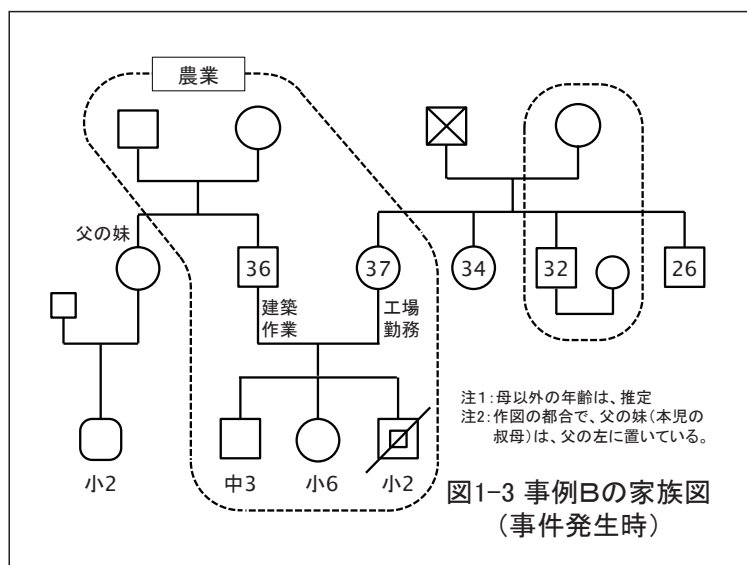 農業
父の妹
36
37
34
32
26
建築
作業
工場
勤務
注1：母以外の年齢は、推定
注2：作図の都合で、父の妹（本児の
叔母）は、父の左に置いている。
小2
中3
小6
小2
図1-3 事例Bの家族図
（事件発生時）